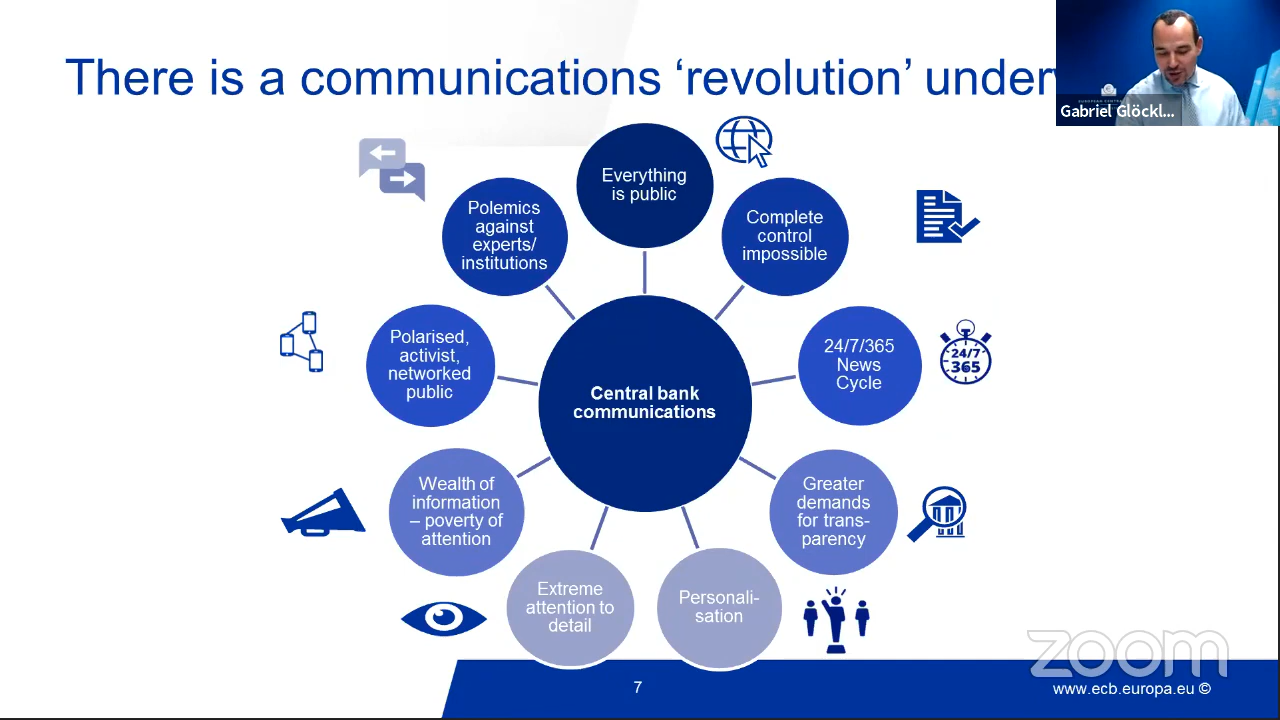 There is a communications ‘revolution’ under
Gabriel Glöckl...
Everything
is public
Complete
control
impossible
24/7/365
News
Cycle
24/7
365
Greater
demands
for trans-
parency
Personali-
sation
Extreme
attention to
detail
Wealth of
information
– poverty of
attention
Polarised,
activist,
networked
public
Polemics
against
experts/
institutions
Central bank
communications
zoom
7
www.ecb.europa.eu ©